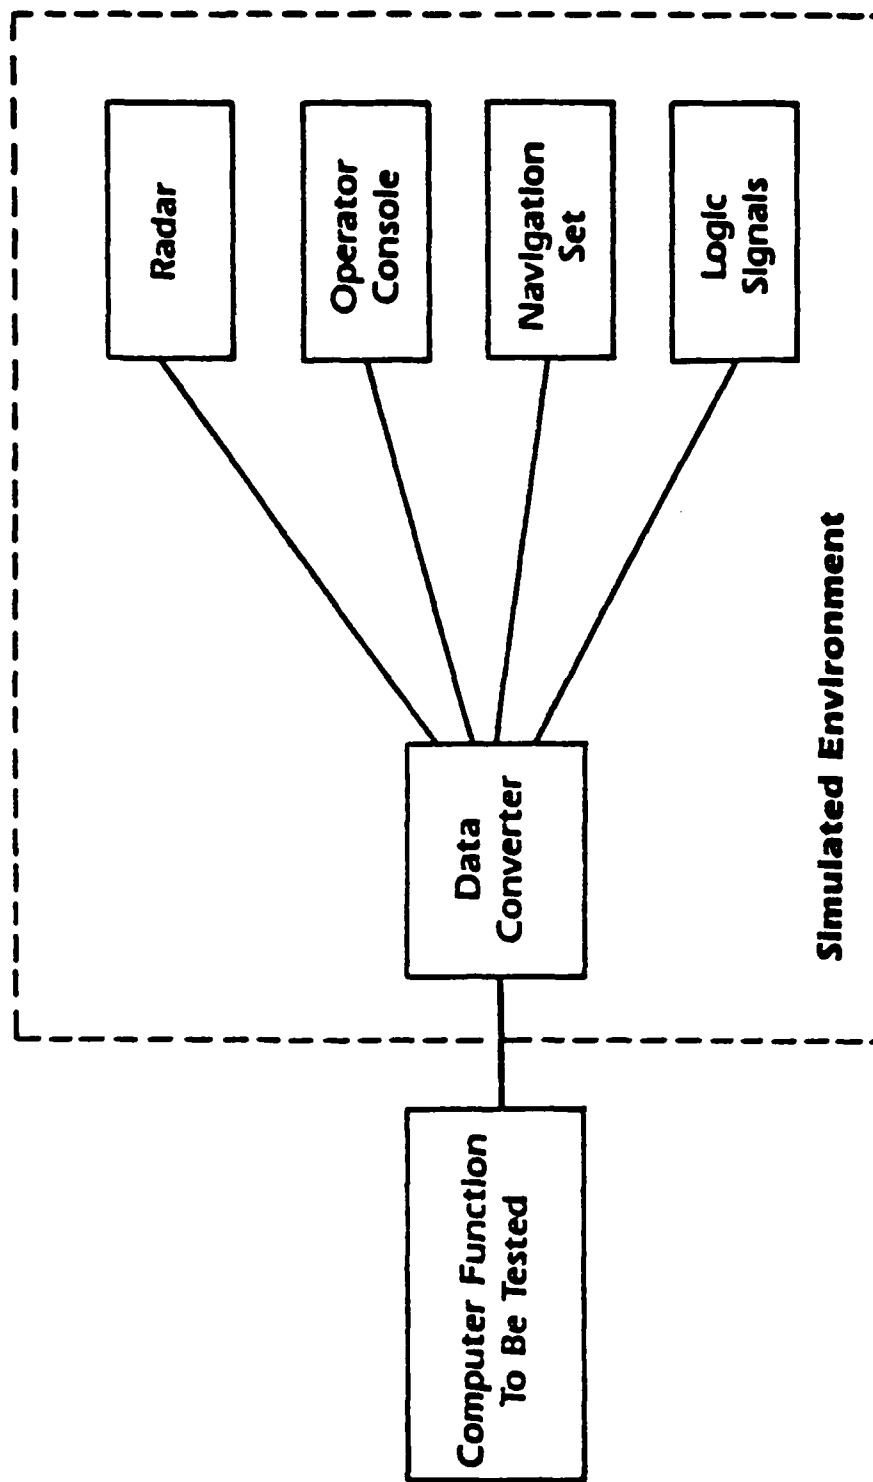 Computer Function
To Be Tested
Data
Converter
Radar
Operator
Console
Navigation
Set
Logic
Signals
Simulated Environment